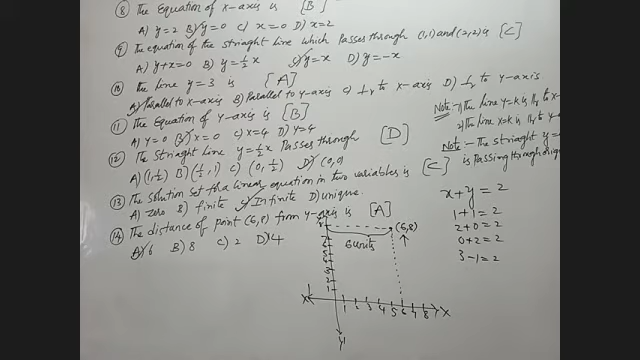 ⑧ The Equation of x-axis is [B]
A) y=2 B) y=0 C) x=0 D) x=2
⑨ The equation of the striaght Line which Passes through (1,1) and (2,2) is [C]
A) y+x=0 B) y=½x C) y=x D) y=-x
⑩ the Line y=3 is [A]
A) Parallel to x-axis B) Parallel to y-axis C) ⊥r to x-axis D) ⊥r to y-axis
⑪ The Equation of y-axis is [B]
A) y=0 B) x=0 C) x=4 D) y=4
⑫ The Striaght Line y=½x Passes through [D]
A) (1,½) B) (½,1) C) (0,½) D) (0,0)
⑬ The solution Set for a linear equation in two variables is [C]
A) zero B) finite C) Infinite D) unique.
⑭ The distance of point (6,8) from y-axis is [A]
A) 6 B) 8 C) 2 D) 4
Note:- 1) The Line y=k is ∥r to x-
2) The Line x=k is ∥r to y-
Note:- The straight y=
is passing through origi
x+y=2
1+1=2
2+0=2
0+2=2
3-1=2
(6,8)
6 units
X' 1 2 3 4 5 6 7 8 X
Y'